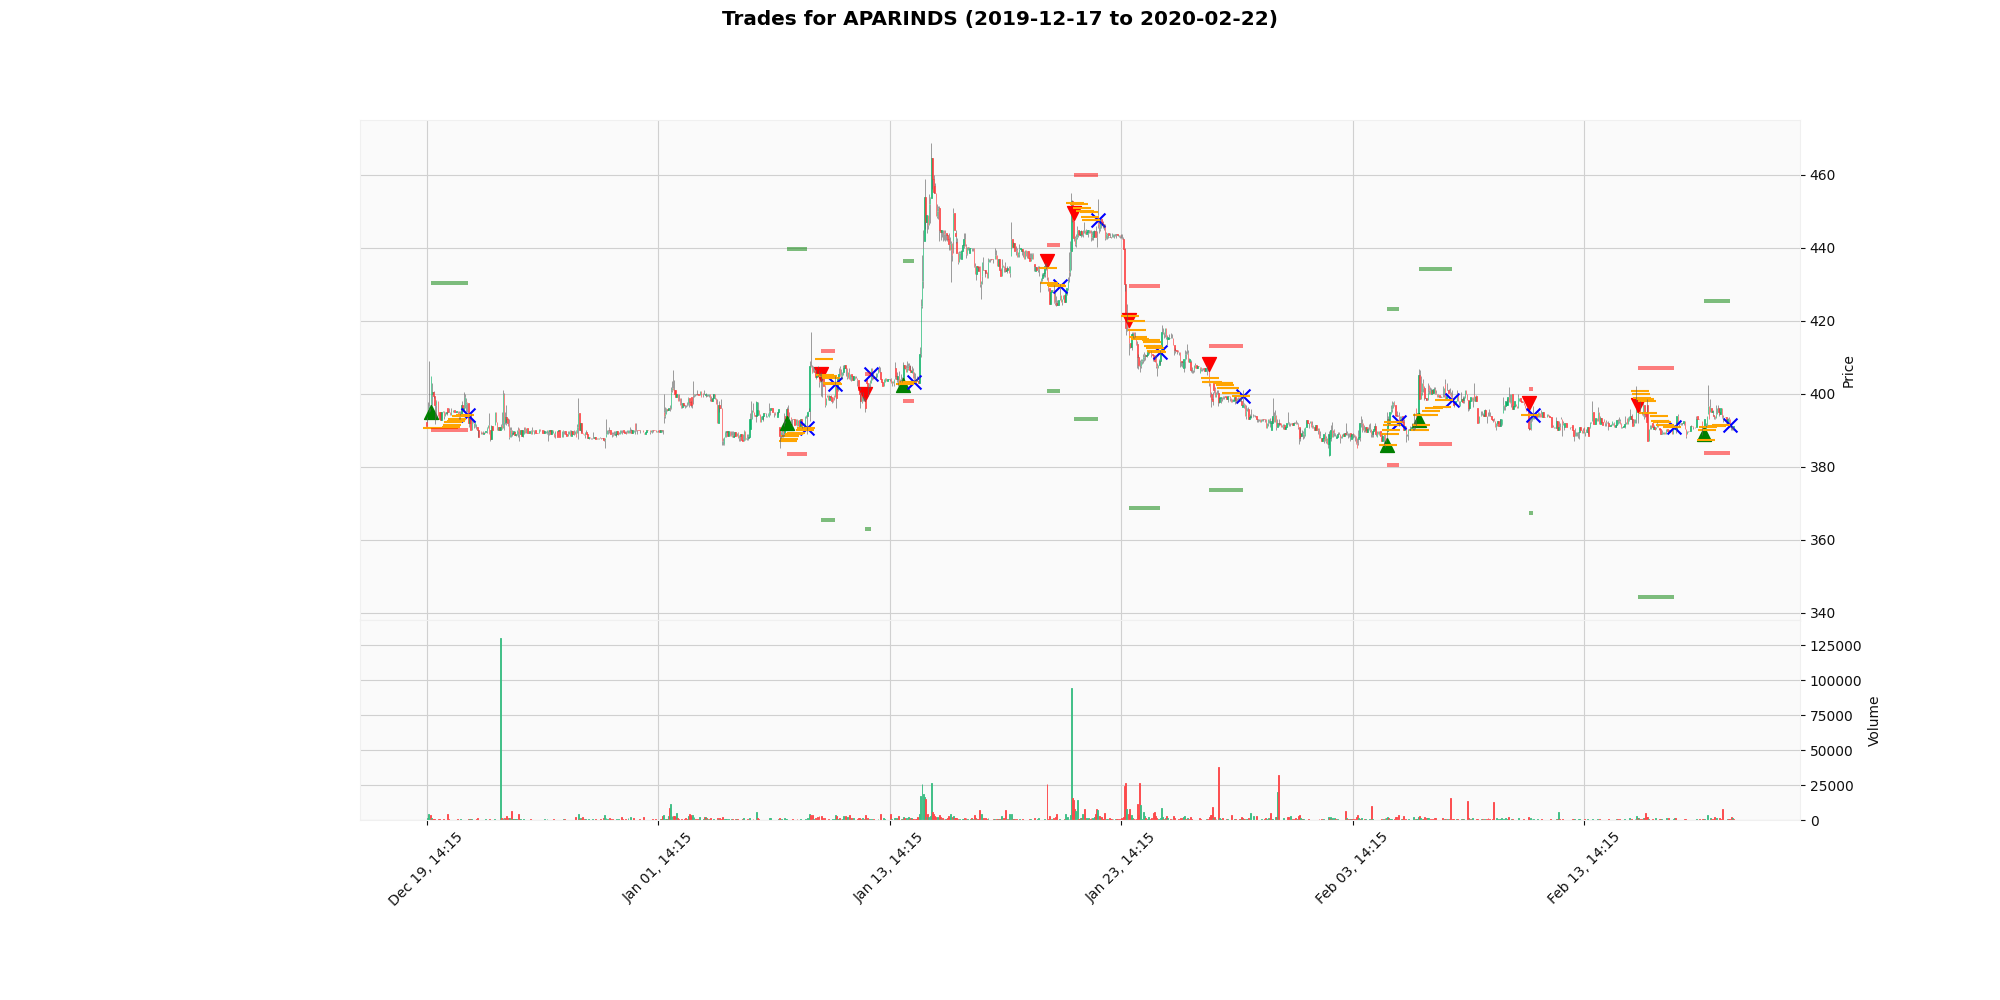 Trades for APARINDS (2019-12-17 to 2020-02-22)
460
440
420
400
380
360
340
Price
125000
100000
75000
50000
25000
0
Volume
Dec 19, 14:15
Jan 01, 14:15
Jan 13, 14:15
Jan 23, 14:15
Feb 03, 14:15
Feb 13, 14:15